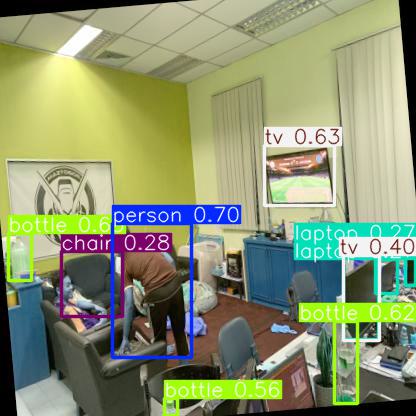 tv 0.63
person 0.70
bottle 0.6
chair 0.28
laptop 0.27
lapto
tv 0.40
bottle 0.62
bottle 0.56